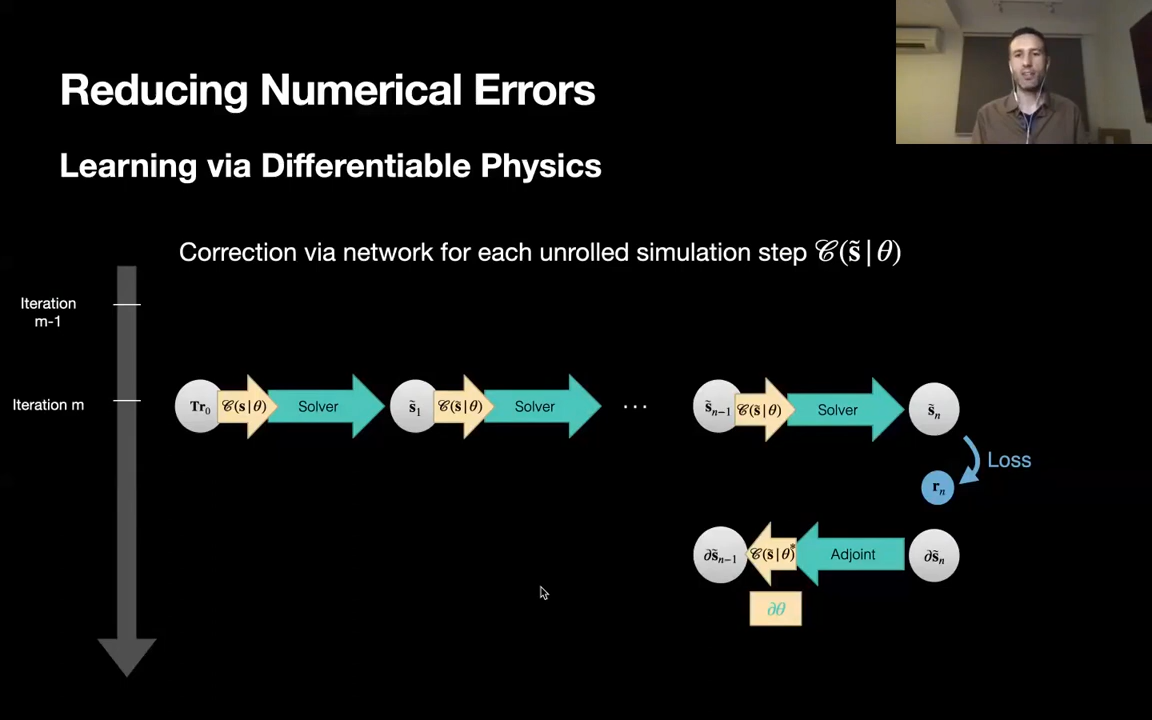 Reducing Numerical Errors
Learning via Differentiable Physics
Correction via network for each unrolled simulation step 𝒞(s̃ | θ)
Iteration
m-1
Iteration m
Tr₀ 𝒞(s | θ) Solver s̃₁ 𝒞(s̃ | θ) Solver ... s̃ₙ₋₁ 𝒞(s̃ | θ) Solver s̃ₙ
Loss
rₙ
∂s̃ₙ₋₁ 𝒞(s̃ | θ)* Adjoint ∂s̃ₙ
∂θ